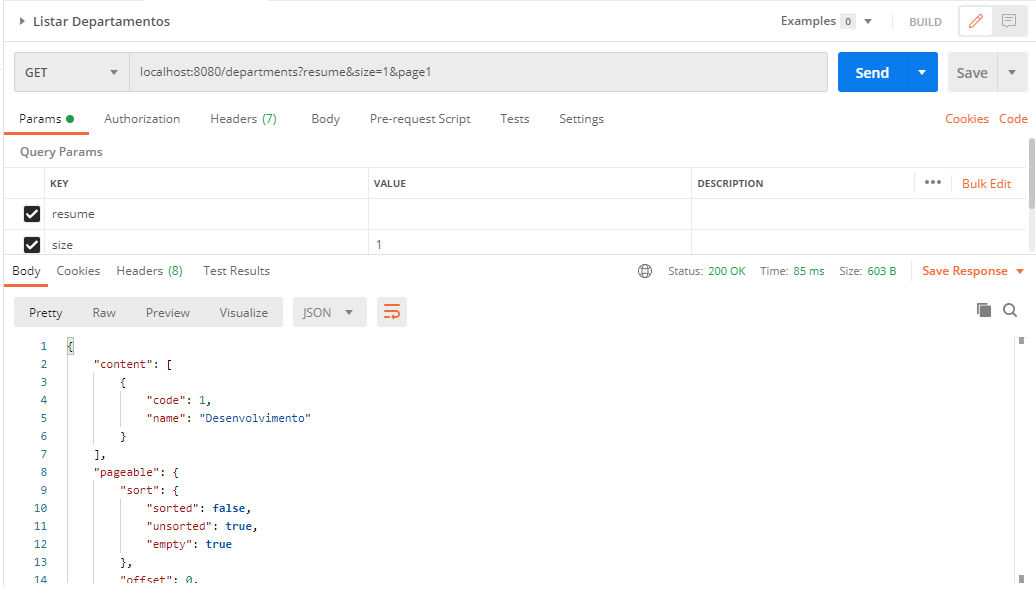 Listar Departamentos Examples 0 BUILD
GET localhost:8080/departments?resume&size=1&page1 Send Save
Params Authorization Headers (7) Body Pre-request Script Tests Settings Cookies Code
Query Params
KEY VALUE DESCRIPTION ••• Bulk Edit
resume
size 1
Body Cookies Headers (8) Test Results Status: 200 OK Time: 85 ms Size: 603 B Save Response
Pretty Raw Preview Visualize JSON
1 {
2 "content": [
3 {
4 "code": 1,
5 "name": "Desenvolvimento"
6 }
7 ],
8 "pageable": {
9 "sort": {
10 "sorted": false,
11 "unsorted": true,
12 "empty": true
13 },
14 "offset": 0,